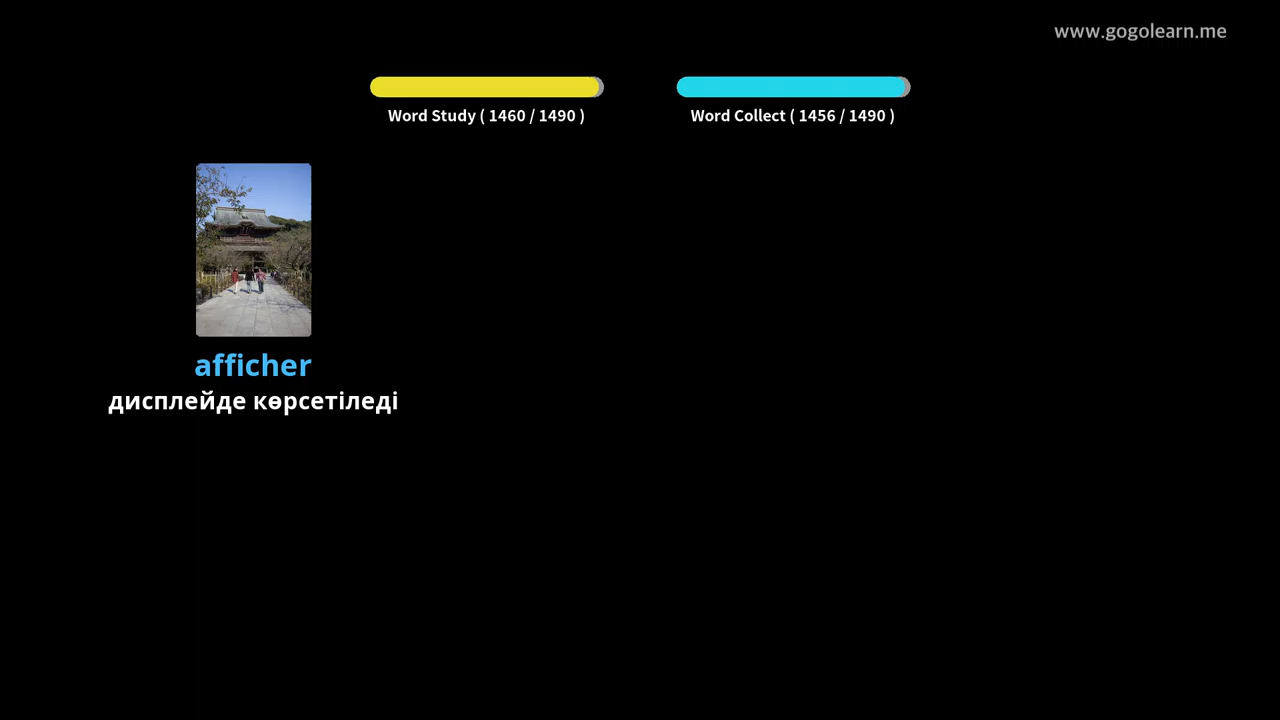 www.gogolearn.me
Word Study ( 1460 / 1490 )
Word Collect ( 1456 / 1490 )
afficher
дисплейде көрсетіледі